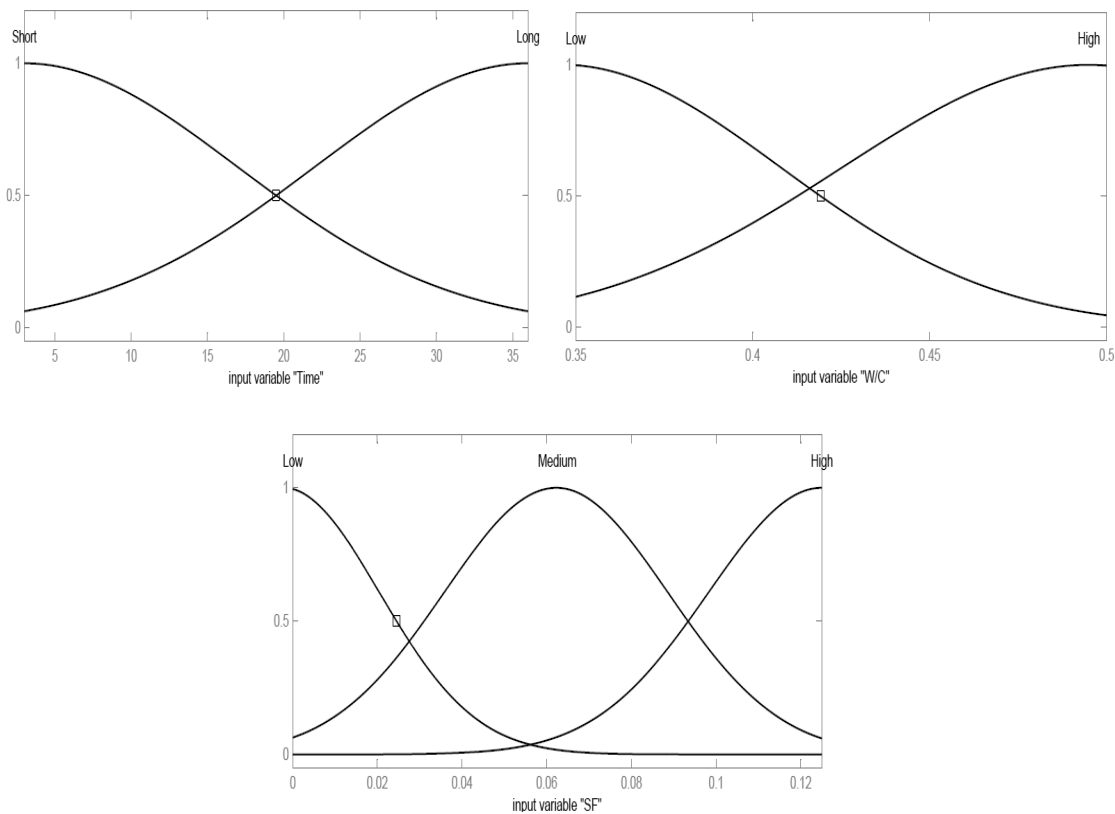 Short Long
1
0.5
0
5 10 15 20 25 30 35
input variable "Time"
Low High
1
0.5
0
0.35 0.4 0.45 0.5
input variable "W/C"
Low Medium High
1
0.5
0
0 0.02 0.04 0.06 0.08 0.1 0.12
input variable "SF"